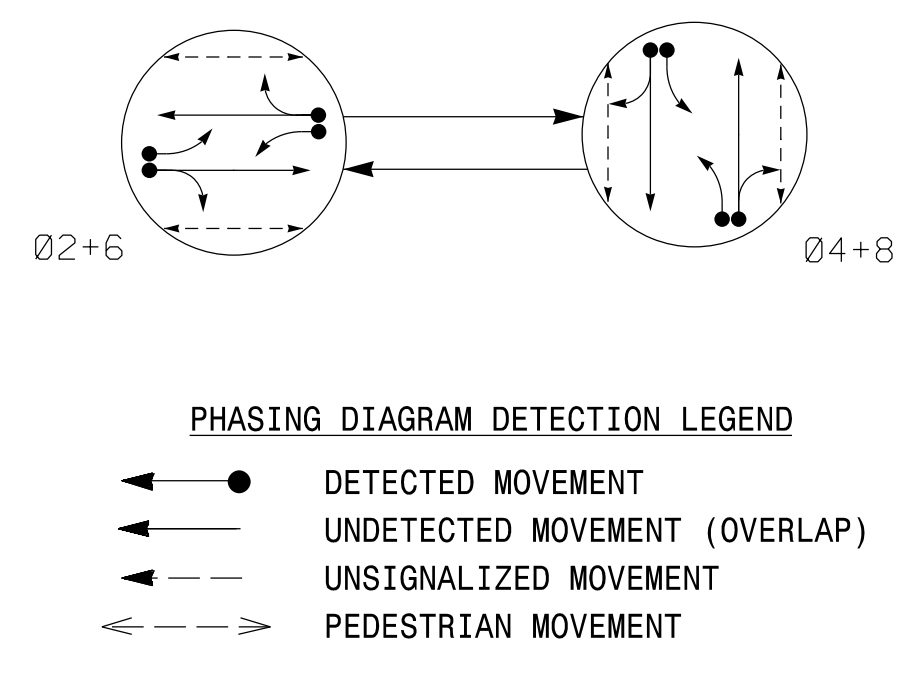 Ø2+6
Ø4+8
PHASING DIAGRAM DETECTION LEGEND
DETECTED MOVEMENT
UNDETECTED MOVEMENT (OVERLAP)
UNSIGNALIZED MOVEMENT
PEDESTRIAN MOVEMENT